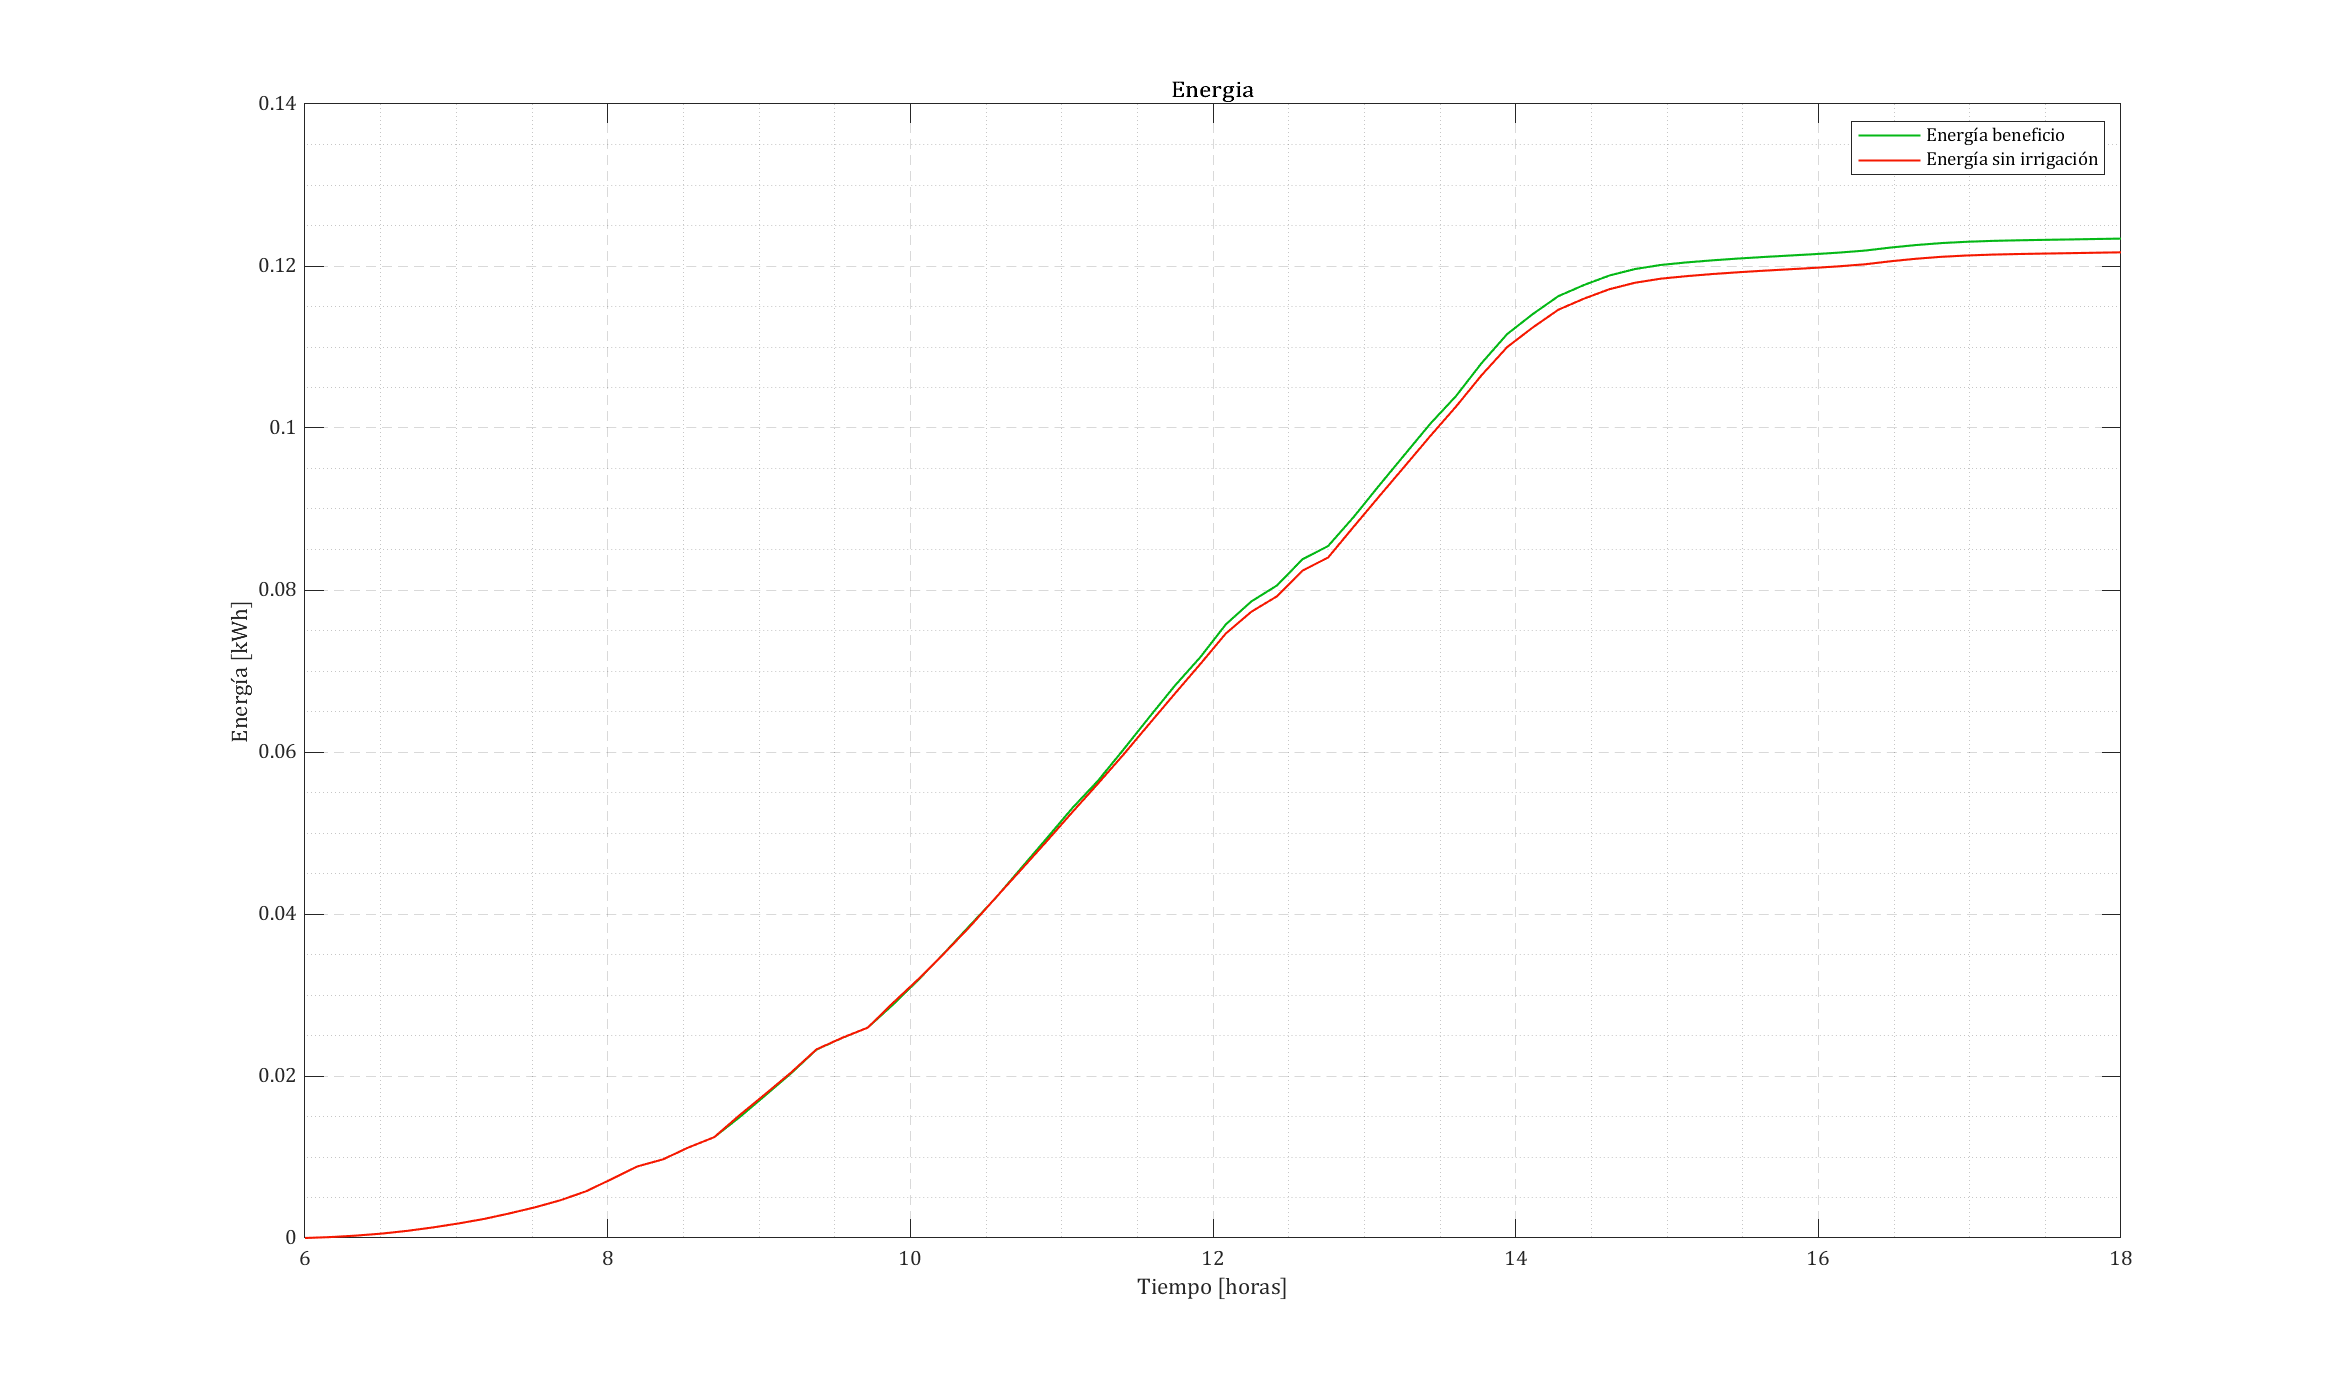 Energia
0.14
0.12
0.1
0.08
0.06
0.04
0.02
0
Energía [kWh]
Energía beneficio
Energía sin irrigación
6 8 10 12 14 16 18
Tiempo [horas]